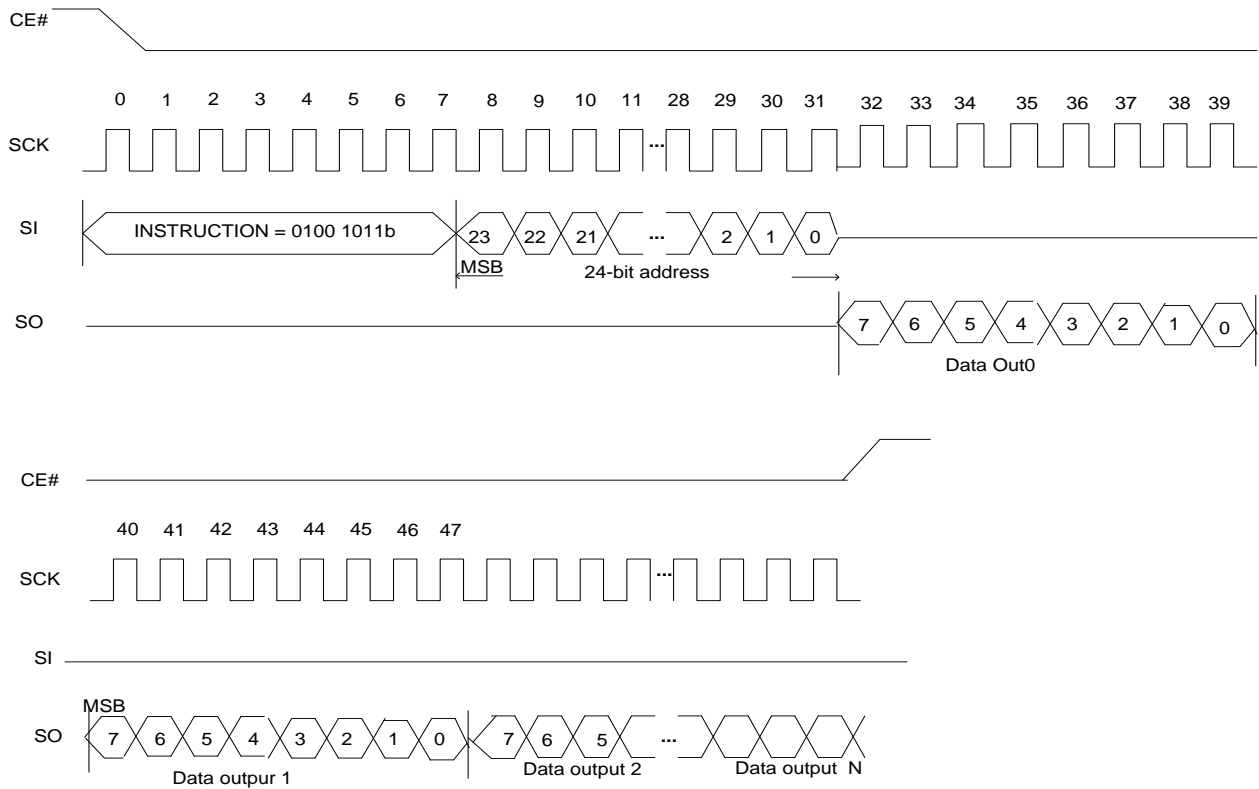 CE#
0 1 2 3 4 5 6 7 8 9 10 11 28 29 30 31 32 33 34 35 36 37 38 39
SCK ...
SI INSTRUCTION = 0100 1011b 23 22 21 ... 2 1 0
MSB 24-bit address
SO 7 6 5 4 3 2 1 0
Data Out0
CE#
40 41 42 43 44 45 46 47
SCK ...
SI
MSB
SO 7 6 5 4 3 2 1 0 7 6 5 ...
Data outpur 1 Data output 2 Data output N